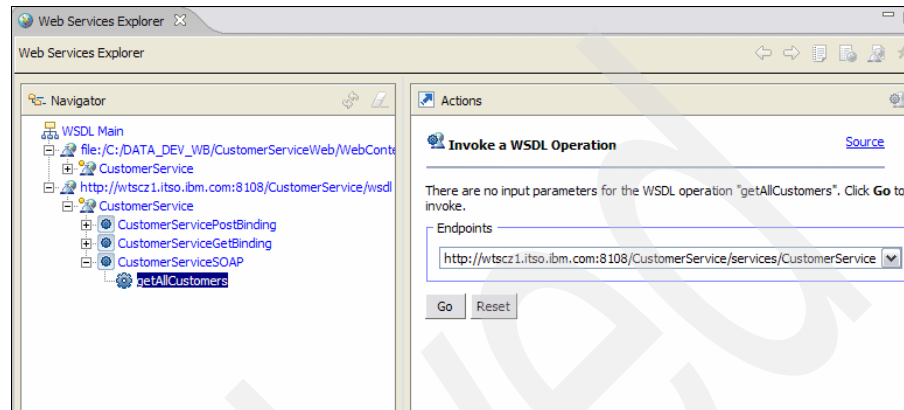 Web Services Explorer
Web Services Explorer
Navigator
WSDL Main
file:/C:/DATA_DEV_WB/CustomerServiceWeb/WebConte
CustomerService
http://wtscz1.itso.ibm.com:8108/CustomerService/wsdl
CustomerService
CustomerServicePostBinding
CustomerServiceGetBinding
CustomerServiceSOAP
getAllCustomers
Actions
Invoke a WSDL Operation
Source
There are no input parameters for the WSDL operation "getAllCustomers". Click Go to
invoke.
Endpoints
http://wtscz1.itso.ibm.com:8108/CustomerService/services/CustomerService
Go
Reset